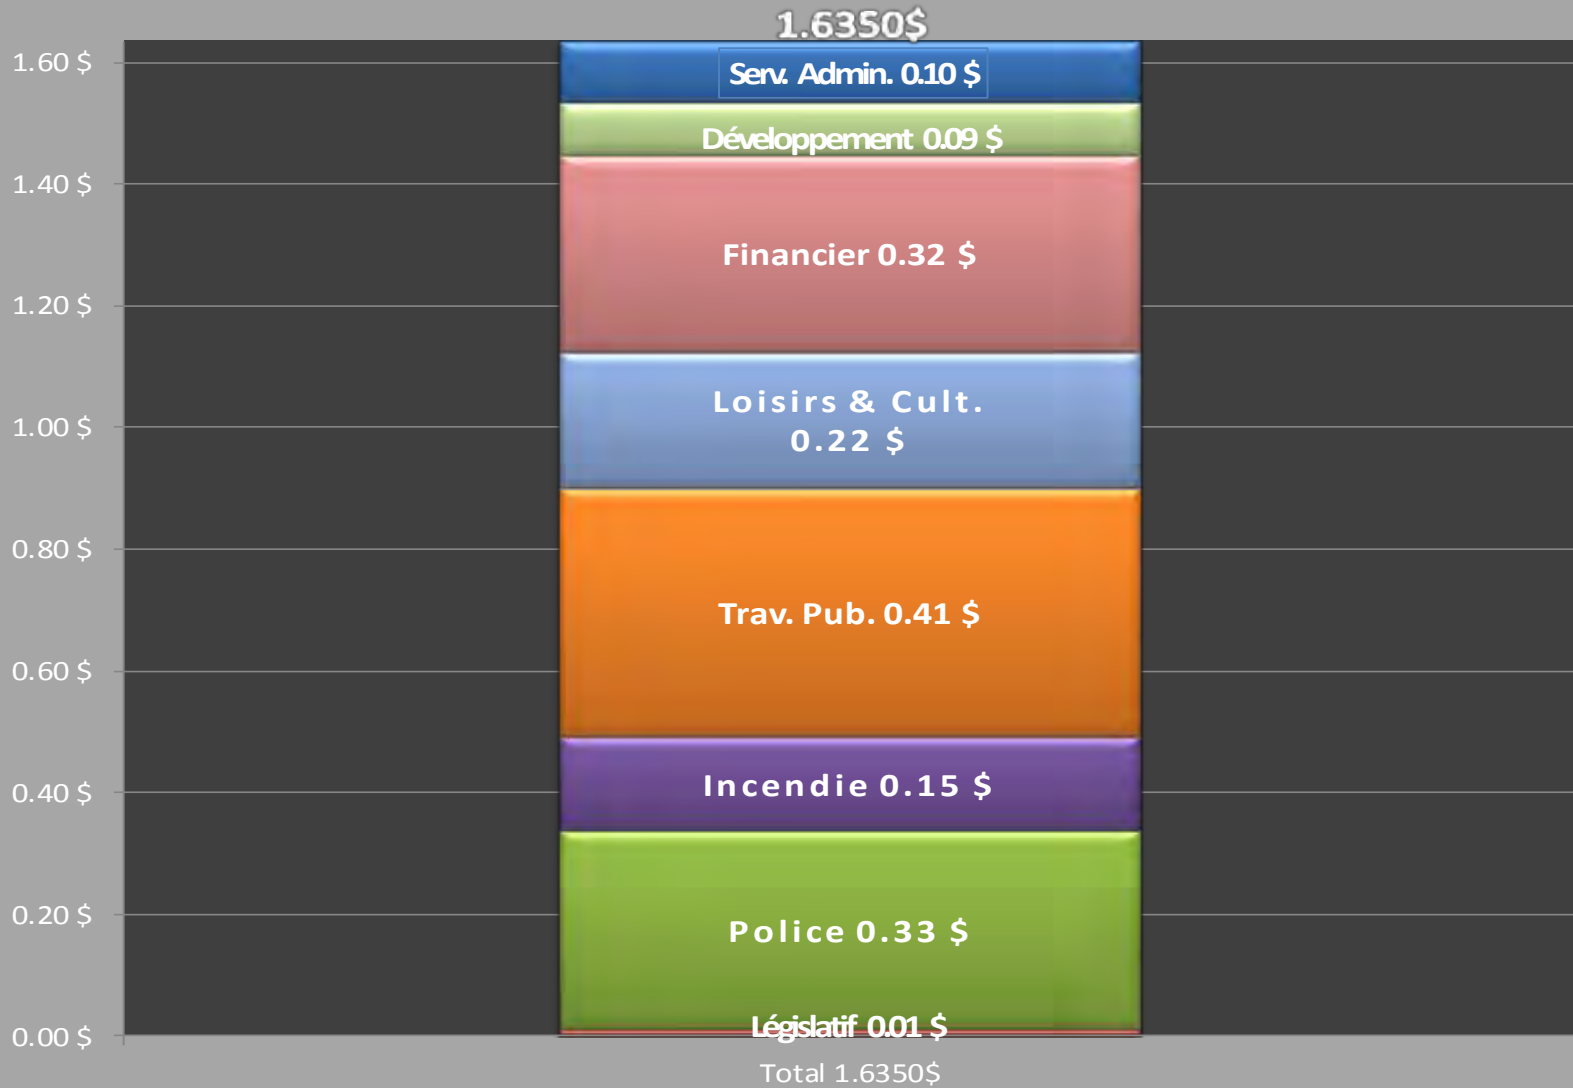 1.6350$
1.60 $
Serv. Admin. 0.10 $
Développement 0.09 $
1.40 $
Financier 0.32 $
1.20 $
Loisirs & Cult.
0.22 $
1.00 $
0.80 $
Trav. Pub. 0.41 $
0.60 $
Incendie 0.15 $
0.40 $
Police 0.33 $
0.20 $
Législatif 0.01 $
0.00 $
Total 1.6350$